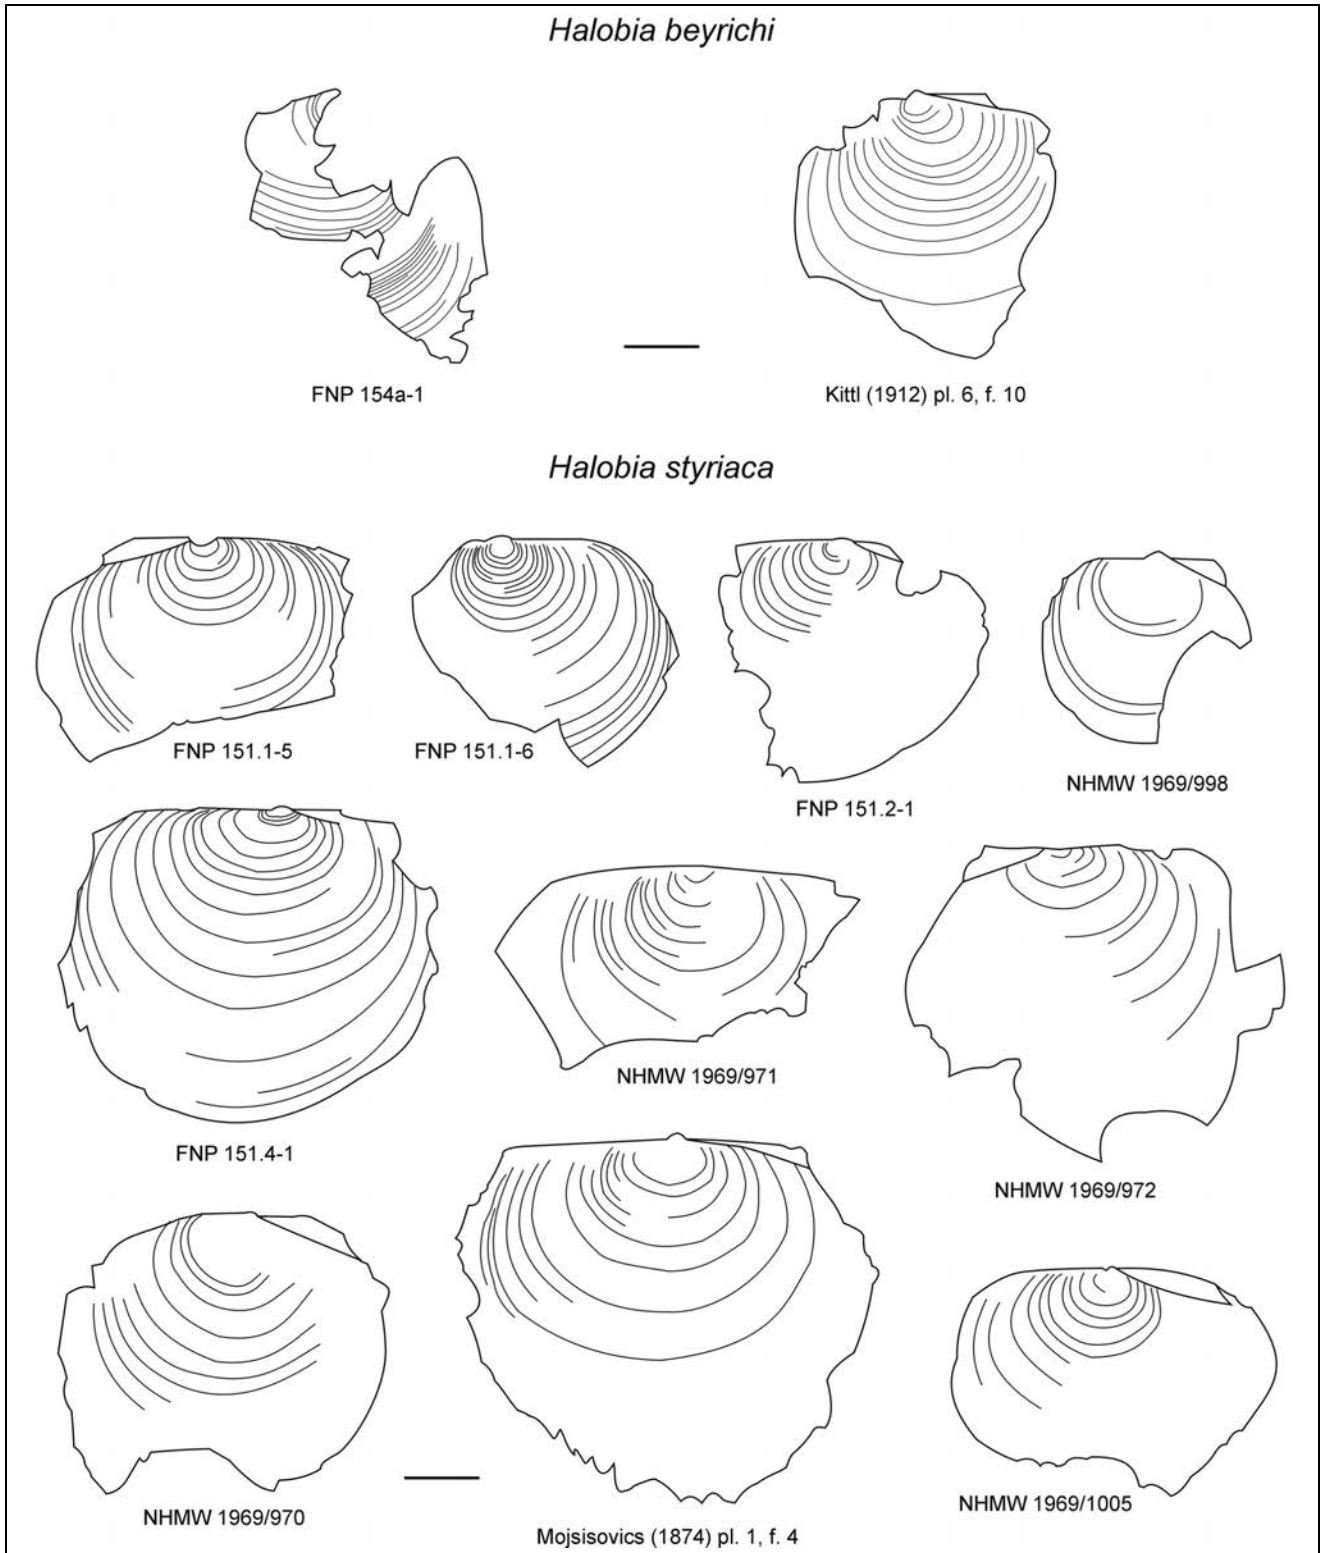 Halobia beyrichi
FNP 154a-1
Kittl (1912) pl. 6, f. 10
Halobia styriaca
FNP 151.1-5
FNP 151.1-6
FNP 151.2-1
NHMW 1969/998
FNP 151.4-1
NHMW 1969/971
NHMW 1969/972
NHMW 1969/970
Mojsisovics (1874) pl. 1, f. 4
NHMW 1969/1005